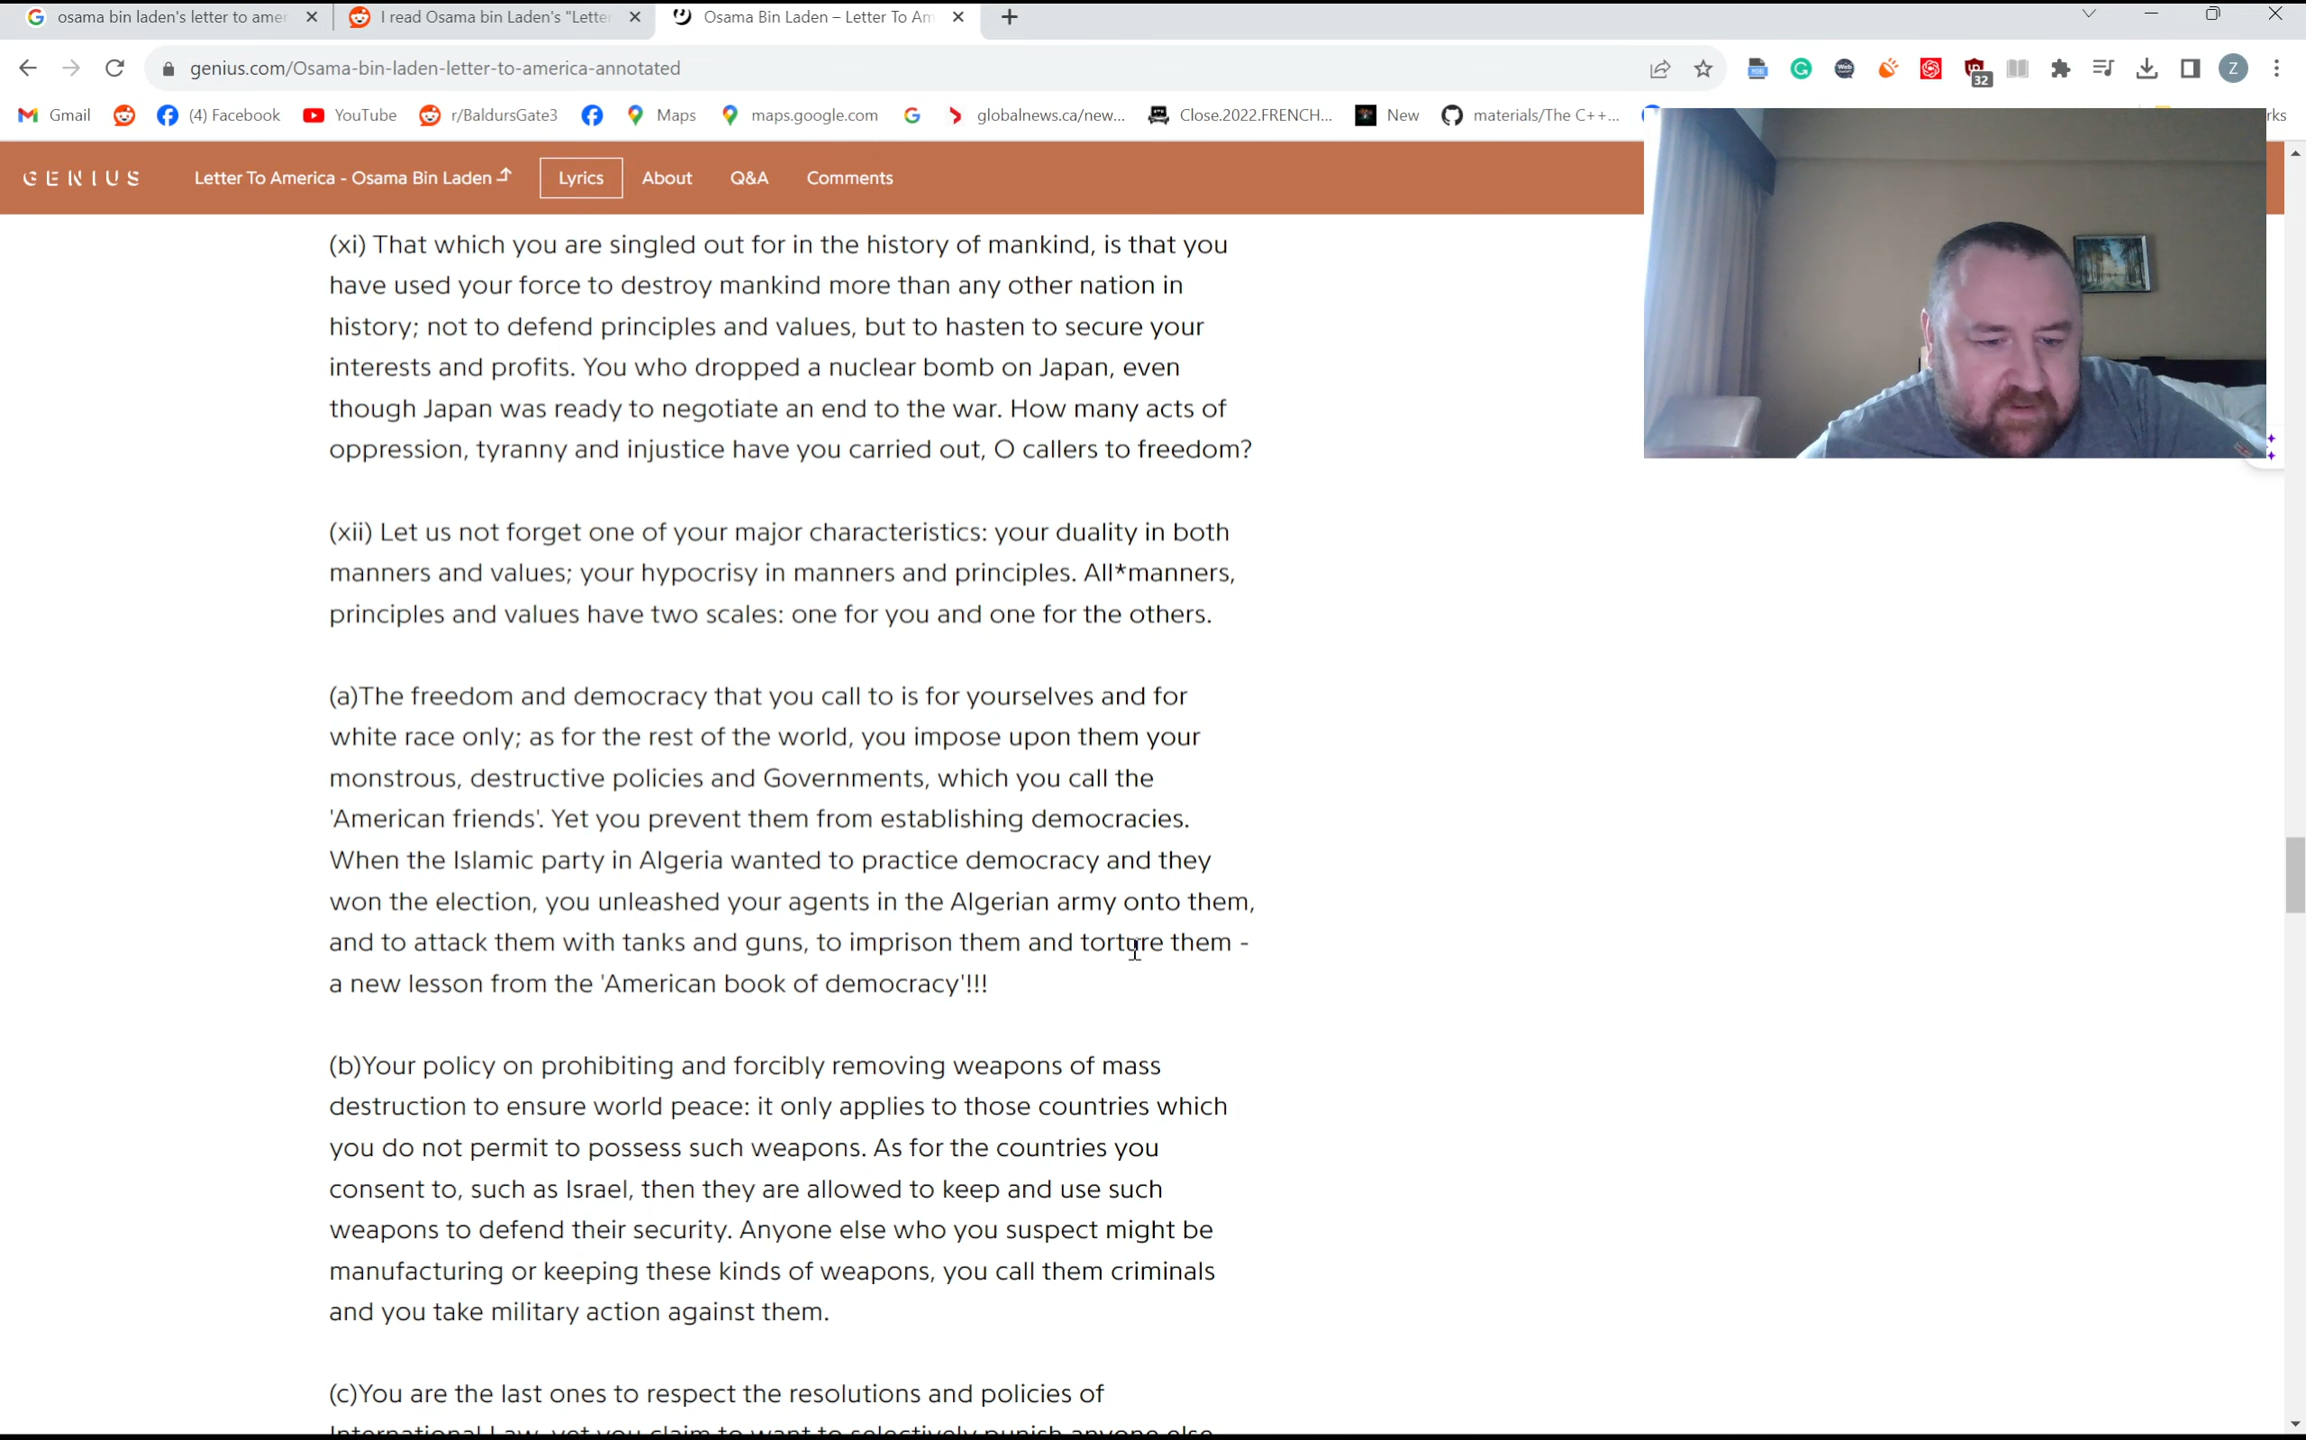 osama bin laden's letter to amer
I read Osama bin Laden's "Letter
Osama Bin Laden – Letter To Am
genius.com/Osama-bin-laden-letter-to-america-annotated
32
Z
Gmail
(4) Facebook
YouTube
r/BaldursGate3
Maps
maps.google.com
globalnews.ca/new...
Close.2022.FRENCH...
New
materials/The C++...
rks
GENIUS
Letter To America - Osama Bin Laden
Lyrics
About
Q&A
Comments
(xi) That which you are singled out for in the history of mankind, is that you
have used your force to destroy mankind more than any other nation in
history; not to defend principles and values, but to hasten to secure your
interests and profits. You who dropped a nuclear bomb on Japan, even
though Japan was ready to negotiate an end to the war. How many acts of
oppression, tyranny and injustice have you carried out, O callers to freedom?
(xii) Let us not forget one of your major characteristics: your duality in both
manners and values; your hypocrisy in manners and principles. All*manners,
principles and values have two scales: one for you and one for the others.
(a)The freedom and democracy that you call to is for yourselves and for
white race only; as for the rest of the world, you impose upon them your
monstrous, destructive policies and Governments, which you call the
'American friends'. Yet you prevent them from establishing democracies.
When the Islamic party in Algeria wanted to practice democracy and they
won the election, you unleashed your agents in the Algerian army onto them,
and to attack them with tanks and guns, to imprison them and torture them -
a new lesson from the 'American book of democracy'!!!
(b)Your policy on prohibiting and forcibly removing weapons of mass
destruction to ensure world peace: it only applies to those countries which
you do not permit to possess such weapons. As for the countries you
consent to, such as Israel, then they are allowed to keep and use such
weapons to defend their security. Anyone else who you suspect might be
manufacturing or keeping these kinds of weapons, you call them criminals
and you take military action against them.
(c)You are the last ones to respect the resolutions and policies of
International Law, yet you claim to want to selectively punish anyone else